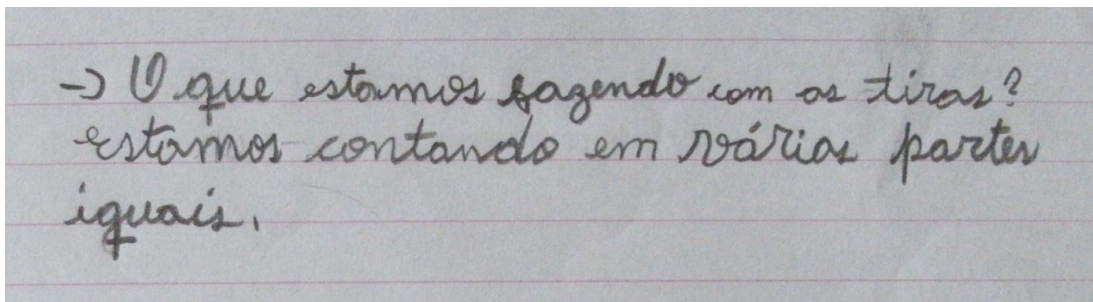 -> O que estamos fazendo com as tiras?
Estamos contando em várias partes
iguais.